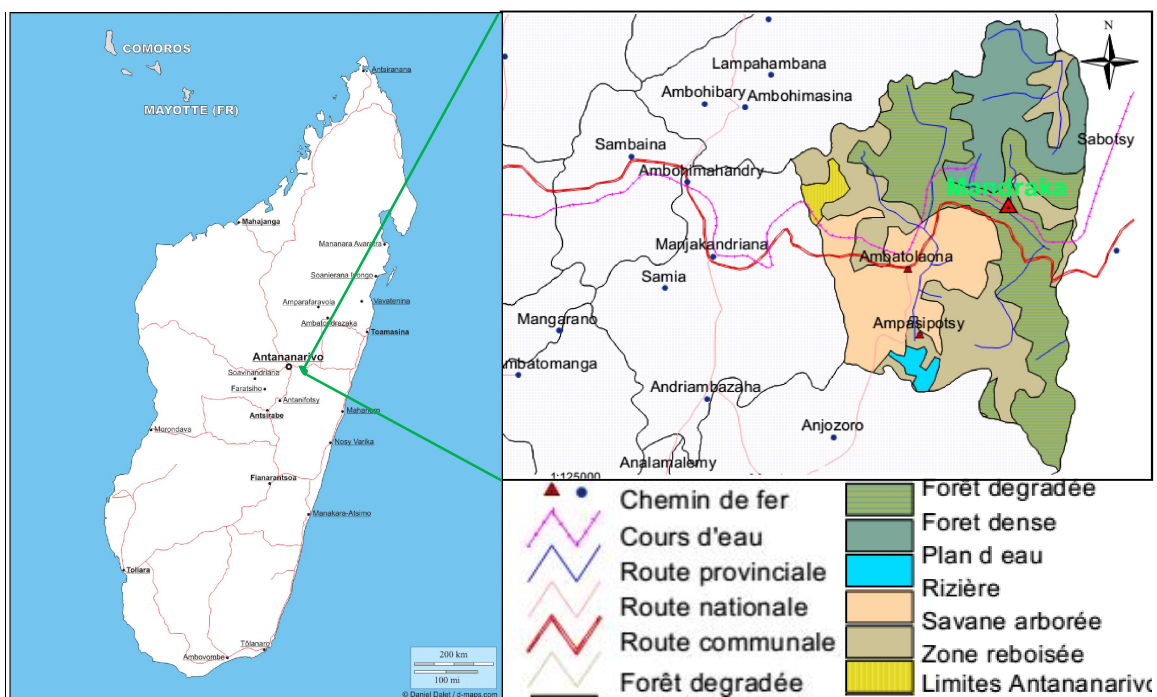 COMOROS
MAYOTTE (FR)
Antsiranana
Mahajanga
Mananara Avaratra
Soanierana Ivongo
Amparafaravola
Vavatenina
Ambatondrazaka
Toamasina
Antananarivo
Soavinandriana
Faratsiho
Antanifotsy
Antsirabe
Mahanoro
Morondava
Nosy Varika
Fianarantsoa
Manakara-Atsimo
Toliara
Tôlanaro
Ambovombe
200 km
100 mi
© Daniel Dalet / d-maps.com
N
Lampahambana
Ambohibary
Ambohimasina
Sabotsy
Sambaina
Ambohimahandry
Mandraka
Manjakandriana
Ambatolaona
Samia
Mangarano
Ampasipotsy
mbatomanga
Andriambazaha
Anjozoro
Analamalemy
1:125000
Chemin de fer
Cours d'eau
Route provinciale
Route nationale
Route communale
Forêt degradée
Forêt degradée
Foret dense
Plan d eau
Rizière
Savane arborée
Zone reboisée
Limites Antananarivo